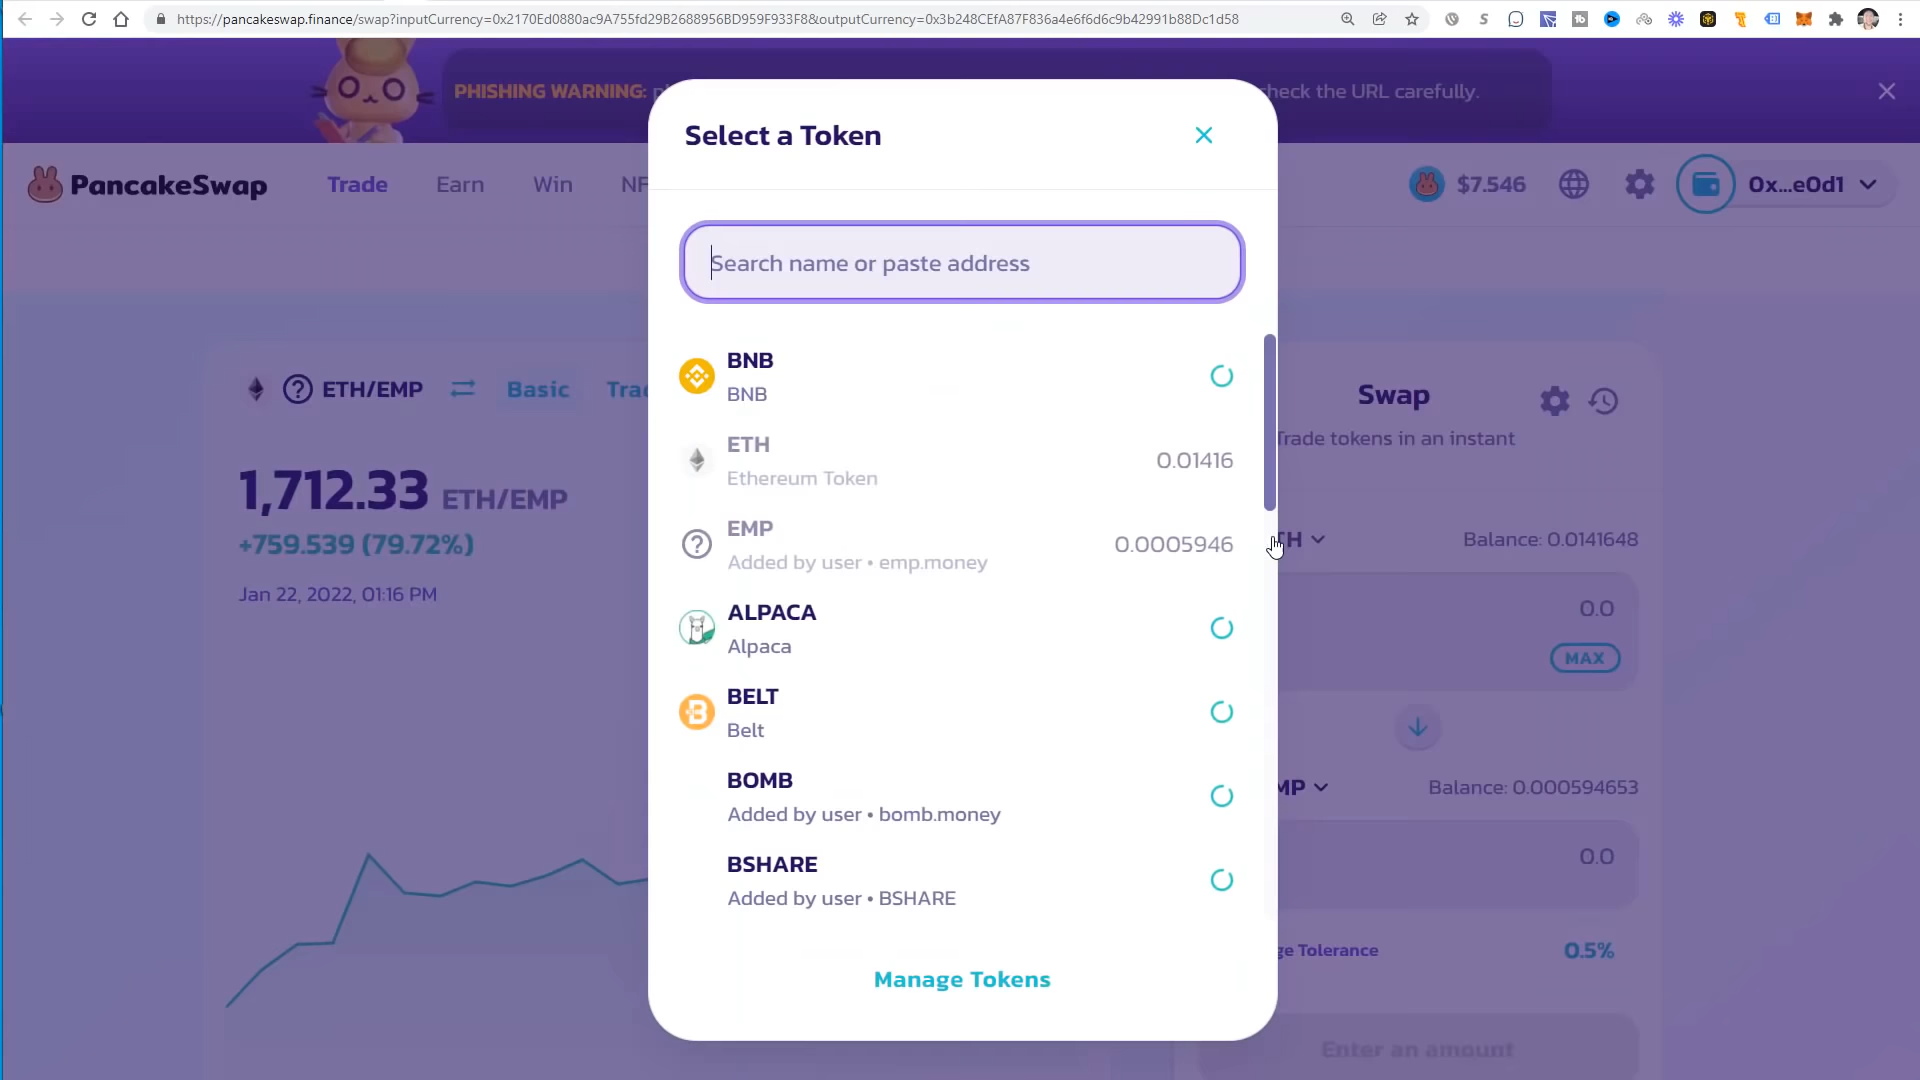 https://pancakeswap.finance/swap?inputCurrency=0x2170Ed0880ac9A755fd29B2688956BD959F933F8&outputCurrency=0x3b248CEfA87F836a4e6f6d6c9b42991b88Dc1d58
PHISHING WARNING:
check the URL carefully.
PancakeSwap
Trade
Earn
Win
$7.546
0x...e0d1
Select a Token
Search name or paste address
BNB
BNB
ETH
Ethereum Token
0.01416
EMP
Added by user • emp.money
0.0005946
ALPACA
Alpaca
BELT
Belt
BOMB
Added by user • bomb.money
BSHARE
Added by user • BSHARE
Manage Tokens
ETH/EMP
Basic
1,712.33 ETH/EMP
+759.539 (79.72%)
Jan 22, 2022, 01:16 PM
Swap
Trade tokens in an instant
Balance: 0.0141648
0.0
MAX
Balance: 0.000594653
0.0
Tolerance
0.5%
Enter an amount